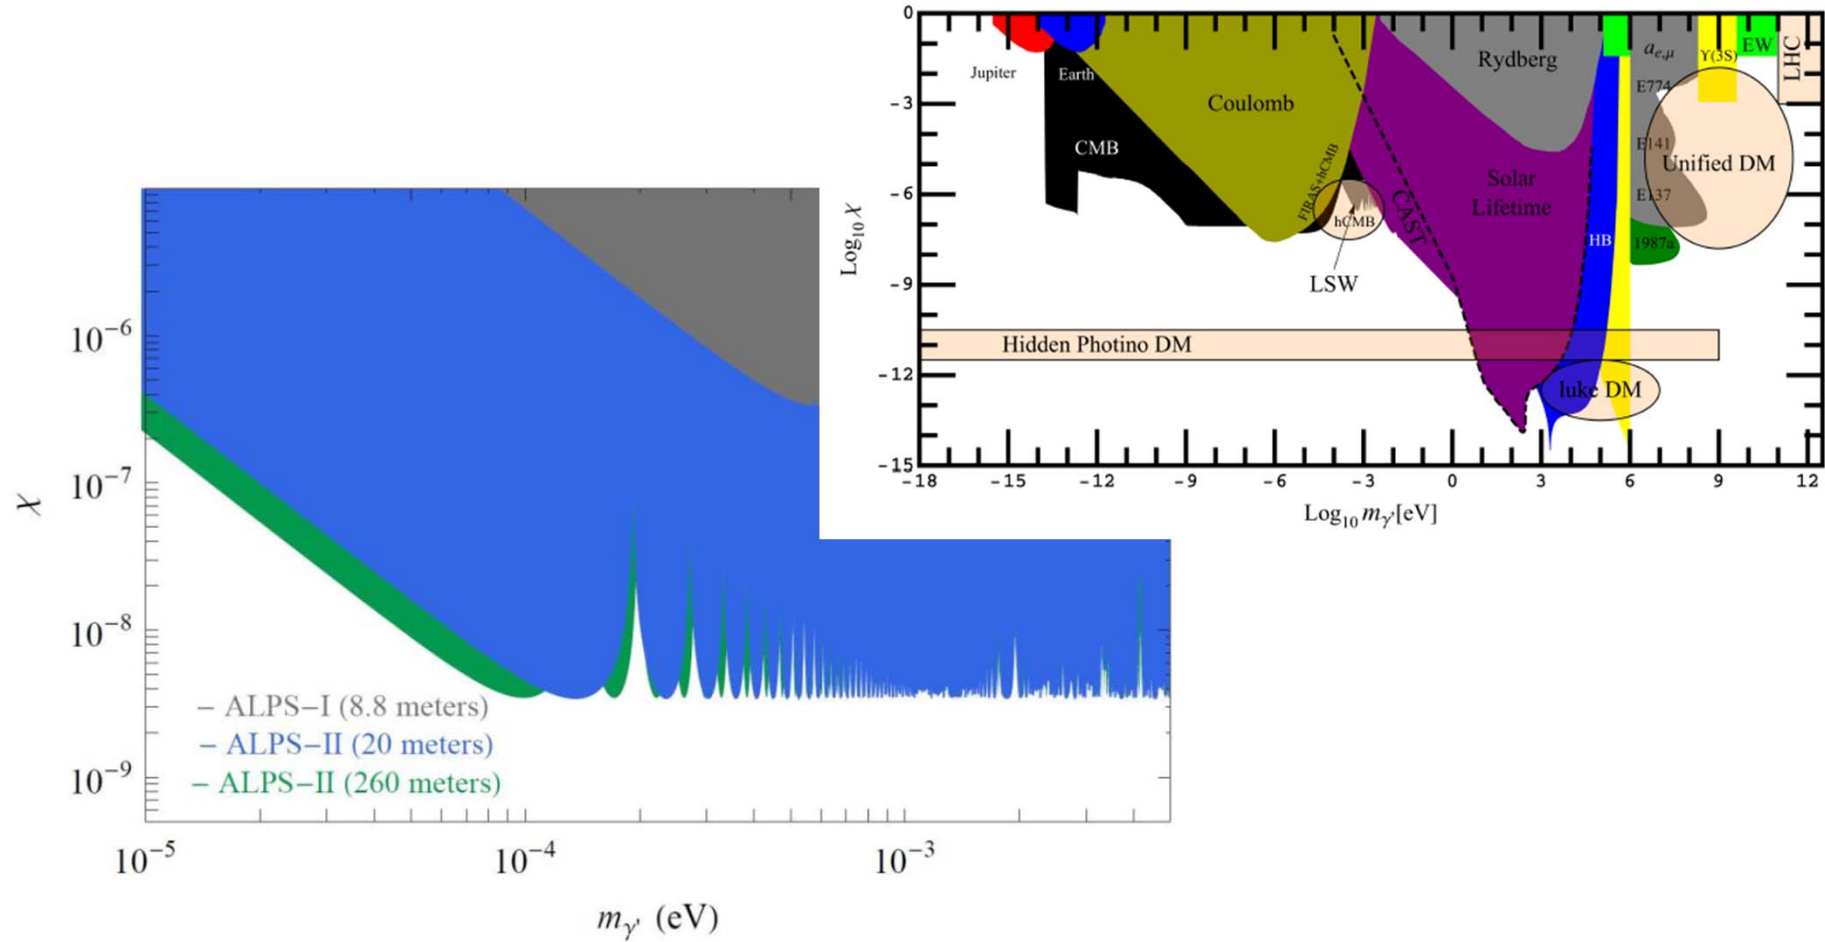 10⁻⁶
10⁻⁷
10⁻⁸
10⁻⁹
χ
– ALPS–I (8.8 meters)
– ALPS–II (20 meters)
– ALPS–II (260 meters)
10⁻⁵ 10⁻⁴ 10⁻³
mγ' (eV)
0
-3
-6
-9
-12
-15
Log₁₀ χ
Jupiter
Earth
CMB
Coulomb
FIRAS+hCMB
hCMB
LSW
CAST
Rydberg
Solar
Lifetime
HB
aₑ,μ
E774
E141
E137
1987a
Υ(3S)
EW
LHC
Unified DM
Hidden Photino DM
luke DM
-18 -15 -12 -9 -6 -3 0 3 6 9 12
Log₁₀ mγ'[eV]